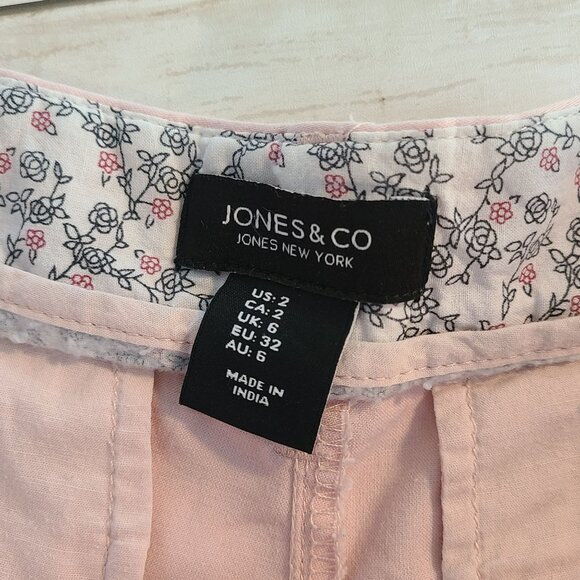 JONES & CO
JONES NEW YORK
US: 2
CA: 2
UK: 6
EU: 32
AU: 6
MADE IN
INDIA